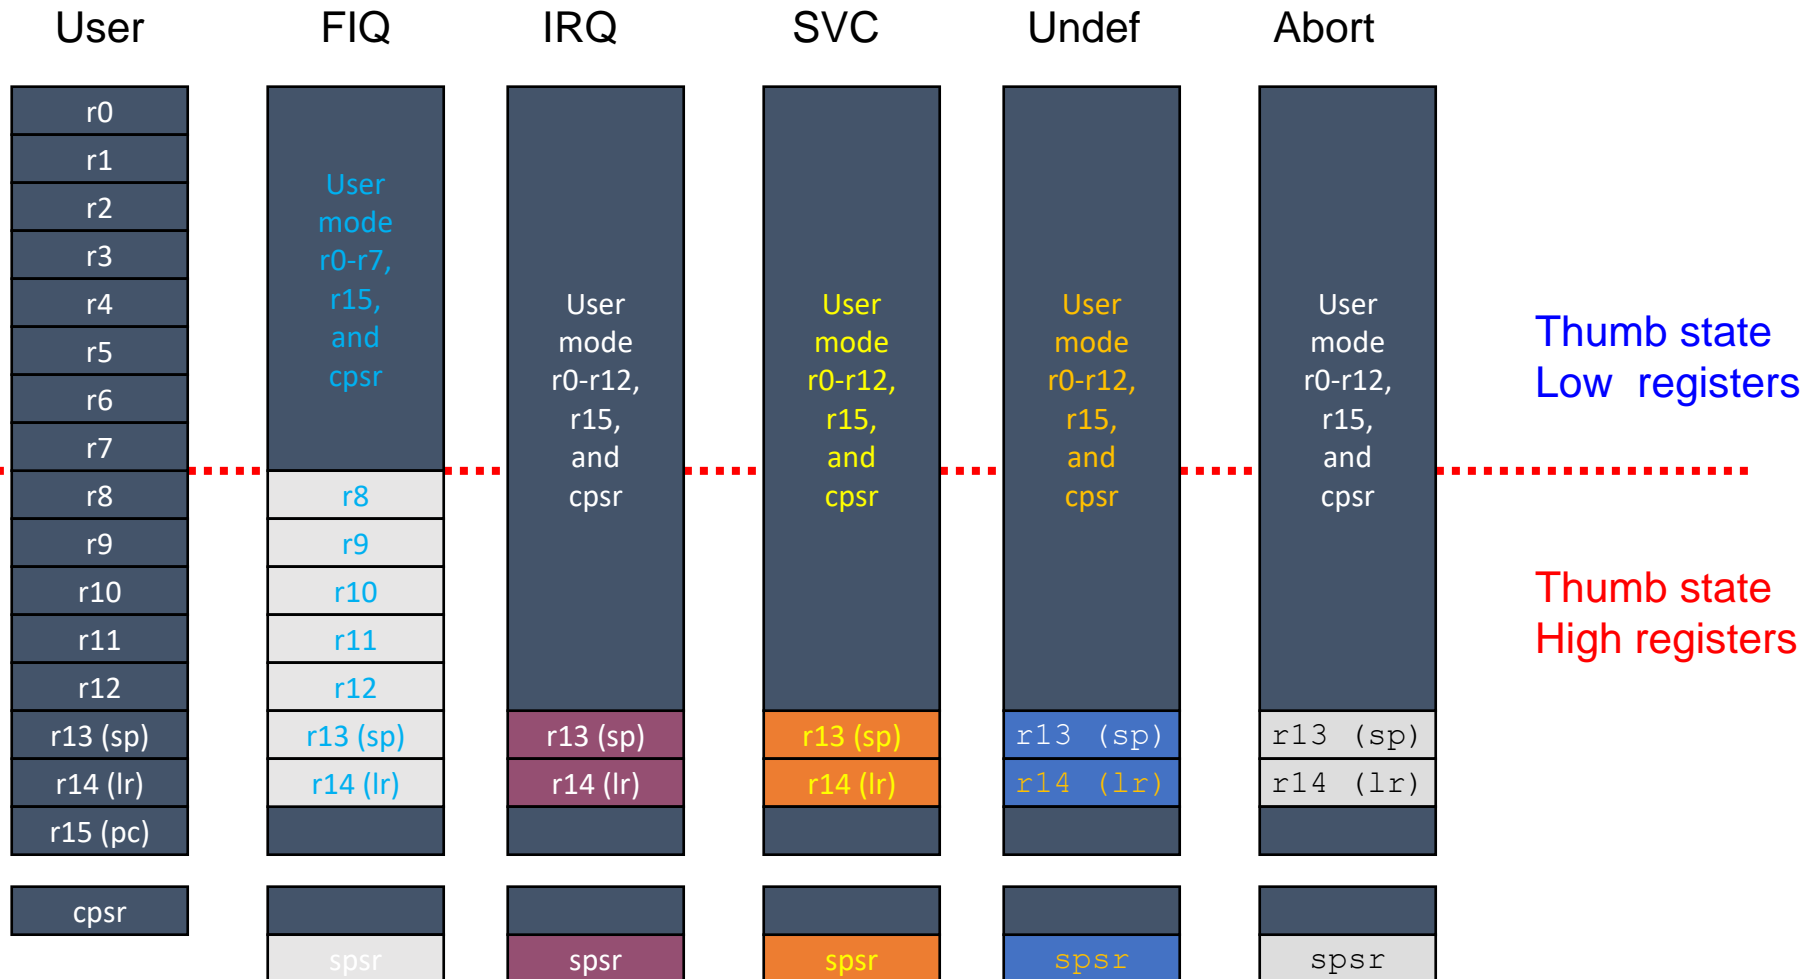 User FIQ IRQ SVC Undef Abort
r0
r1
r2
r3
r4
r5
r6
r7
r8
r9
r10
r11
r12
r13 (sp)
r14 (lr)
r15 (pc)
cpsr
User
mode
r0-r7,
r15,
and
cpsr
r8
r9
r10
r11
r12
r13 (sp)
r14 (lr)
spsr
User
mode
r0-r12,
r15,
and
cpsr
r13 (sp)
r14 (lr)
spsr
User
mode
r0-r12,
r15,
and
cpsr
r13 (sp)
r14 (lr)
spsr
User
mode
r0-r12,
r15,
and
cpsr
r13 (sp)
r14 (lr)
spsr
User
mode
r0-r12,
r15,
and
cpsr
r13 (sp)
r14 (lr)
spsr
Thumb state
Low registers
Thumb state
High registers